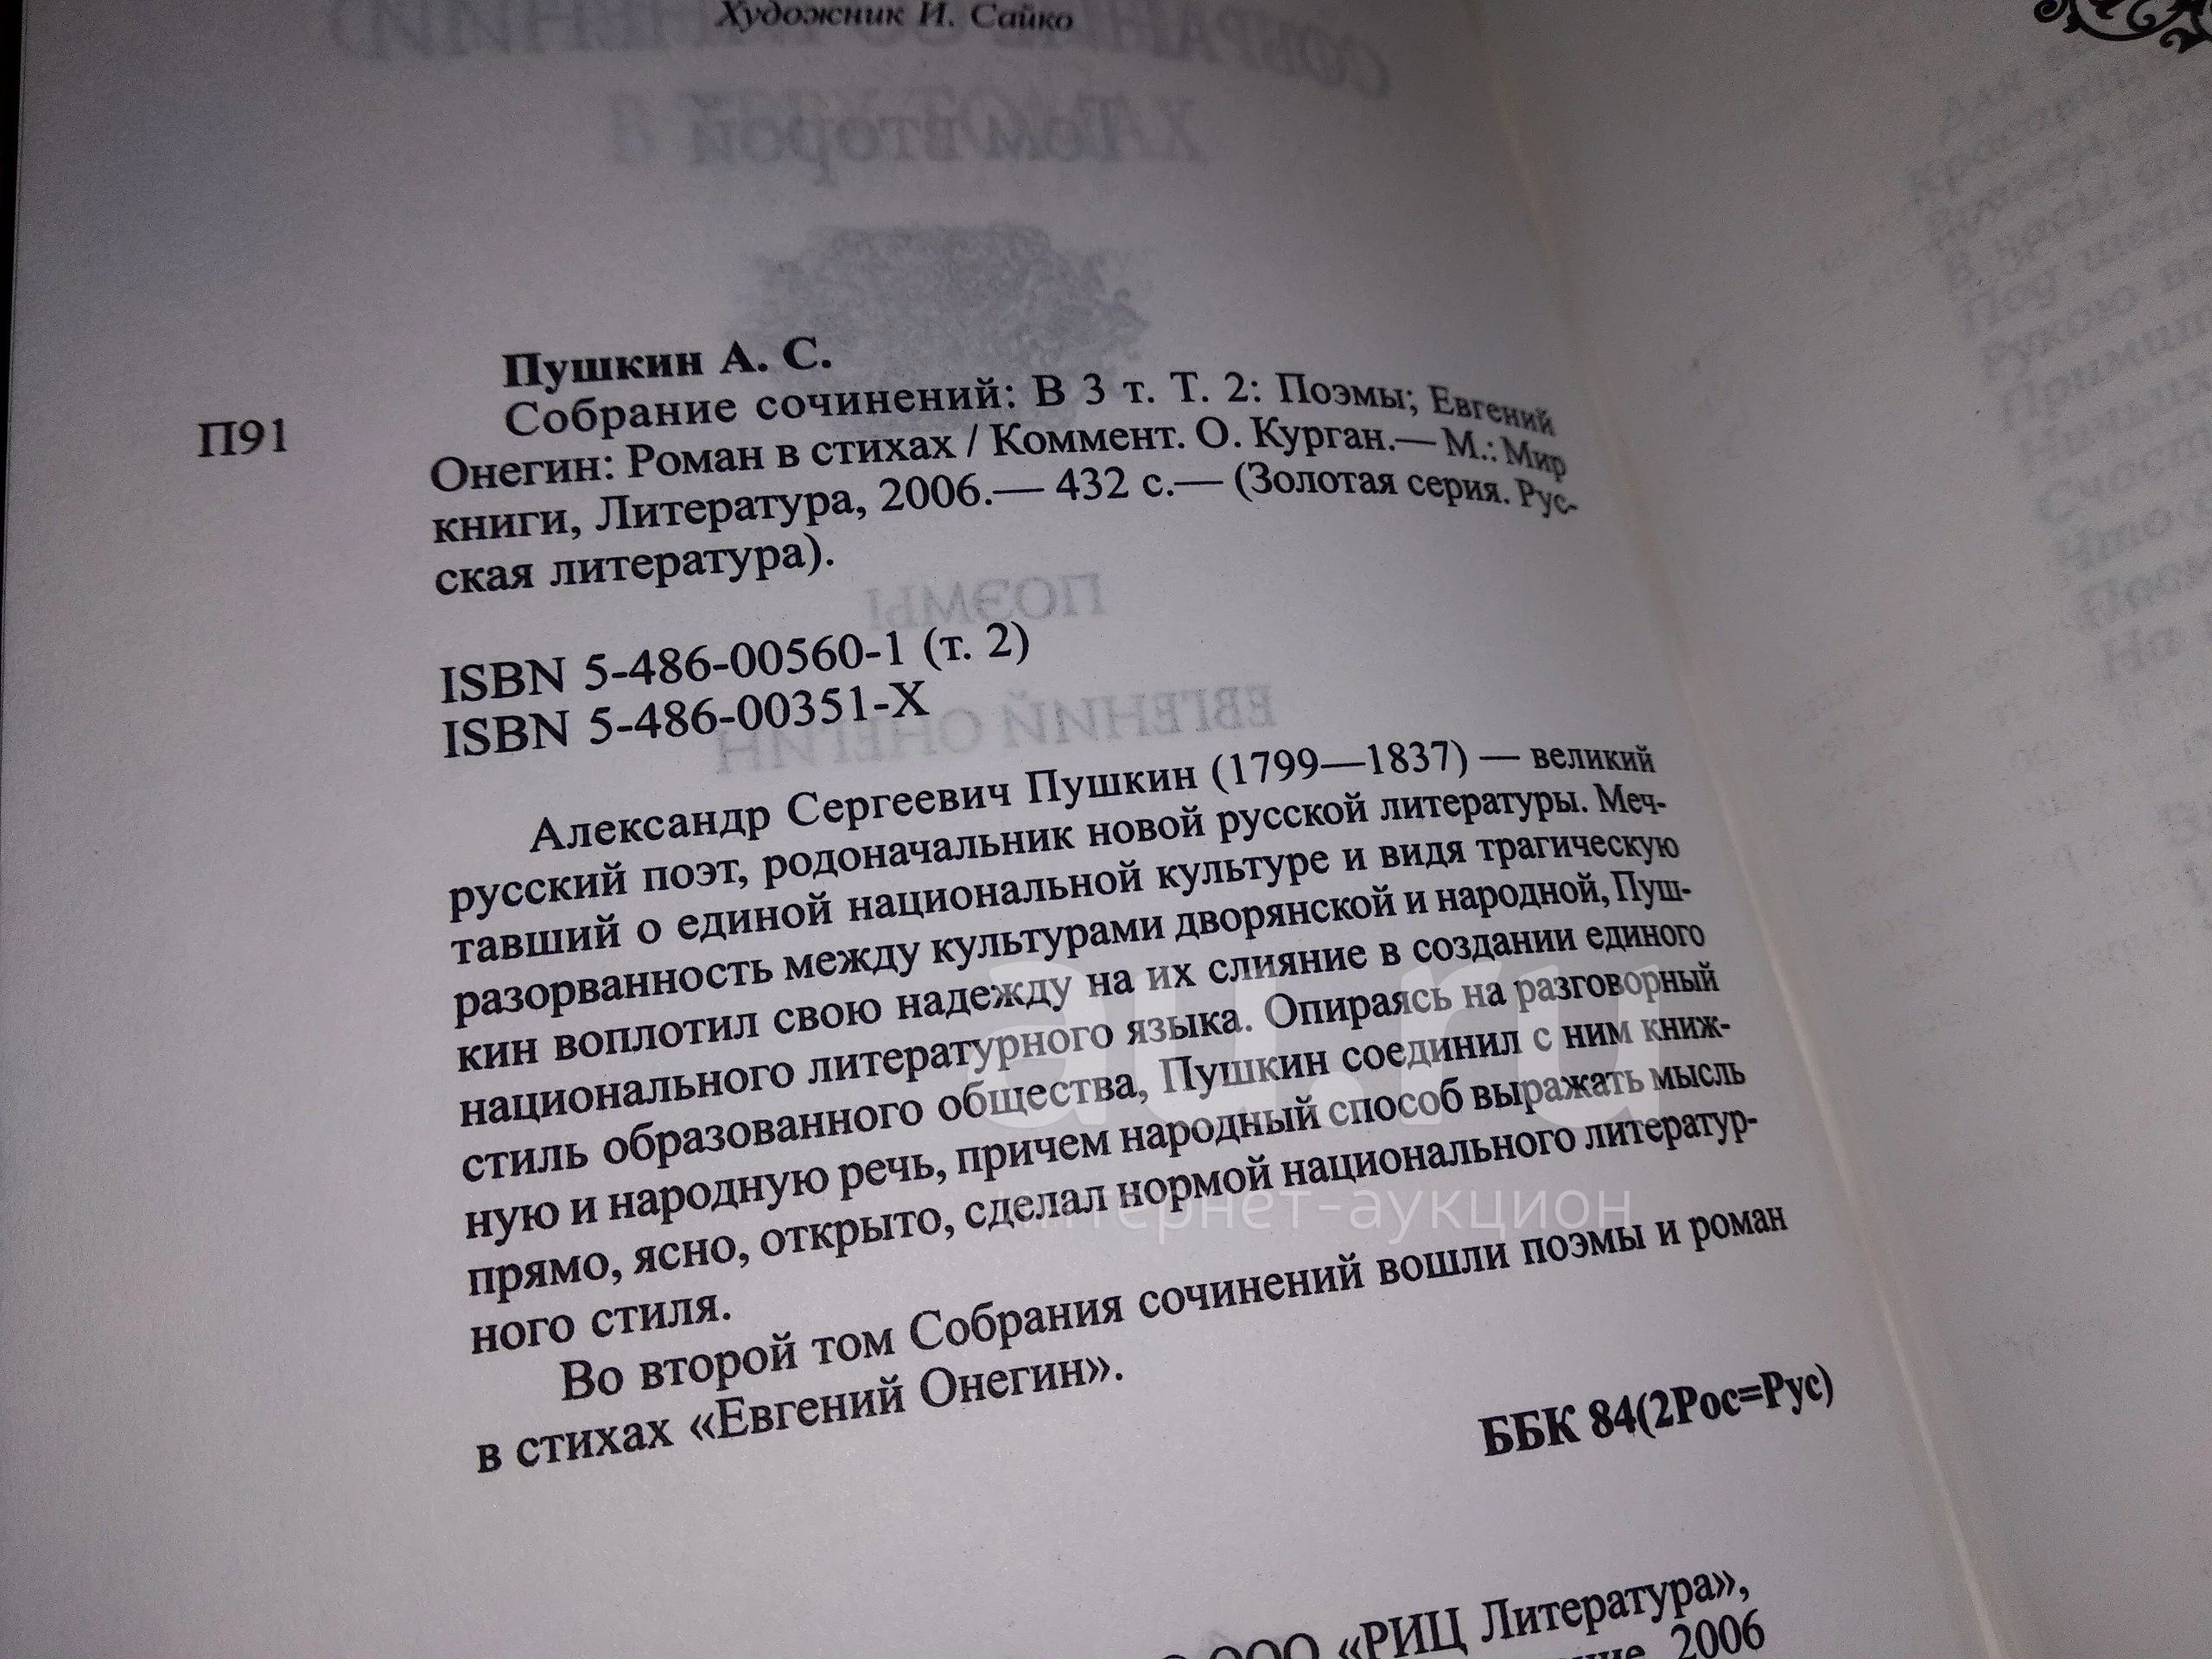 Художник И. Сайко
Пушкин А. С.
П91
Собрание сочинений: В 3 т. Т. 2: Поэмы; Евгений
Онегин: Роман в стихах / Коммент. О. Курган.— М.: Мир
книги, Литература, 2006.— 432 с.— (Золотая серия. Рус-
ская литература).
ПОЭМЫ
ISBN 5-486-00560-1 (т. 2)
ISBN 5-486-00351-X
ЕВГЕНИЙ ОНЕГИН
Александр Сергеевич Пушкин (1799—1837) — великий
русский поэт, родоначальник новой русской литературы. Меч-
тавший о единой национальной культуре и видя трагическую
разорванность между культурами дворянской и народной, Пуш-
кин воплотил свою надежду на их слияние в создании единого
национального литературного языка. Опираясь на разговорный
стиль образованного общества, Пушкин соединил с ним книж-
ную и народную речь, причем народный способ выражать мысль
прямо, ясно, открыто, сделал нормой национального литератур-
ного стиля.
au.ru
интернет-аукцион
Во второй том Собрания сочинений вошли поэмы и роман
в стихах «Евгений Онегин».
ББК 84(2Рос=Рус)
ООО «РИЦ Литература»,
2006